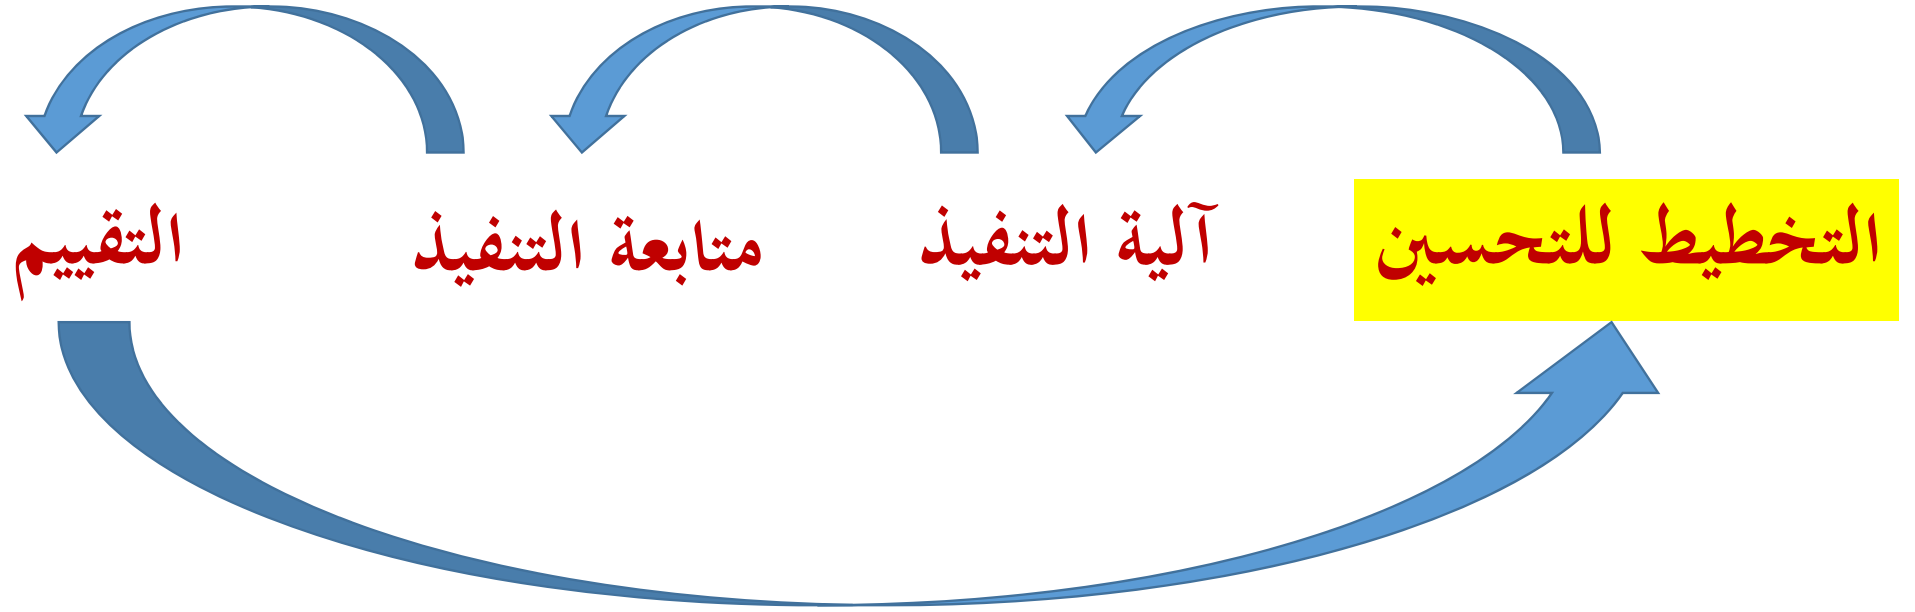 التخطيط للتحسين
آلية التنفيذ
متابعة التنفيذ
التقييم